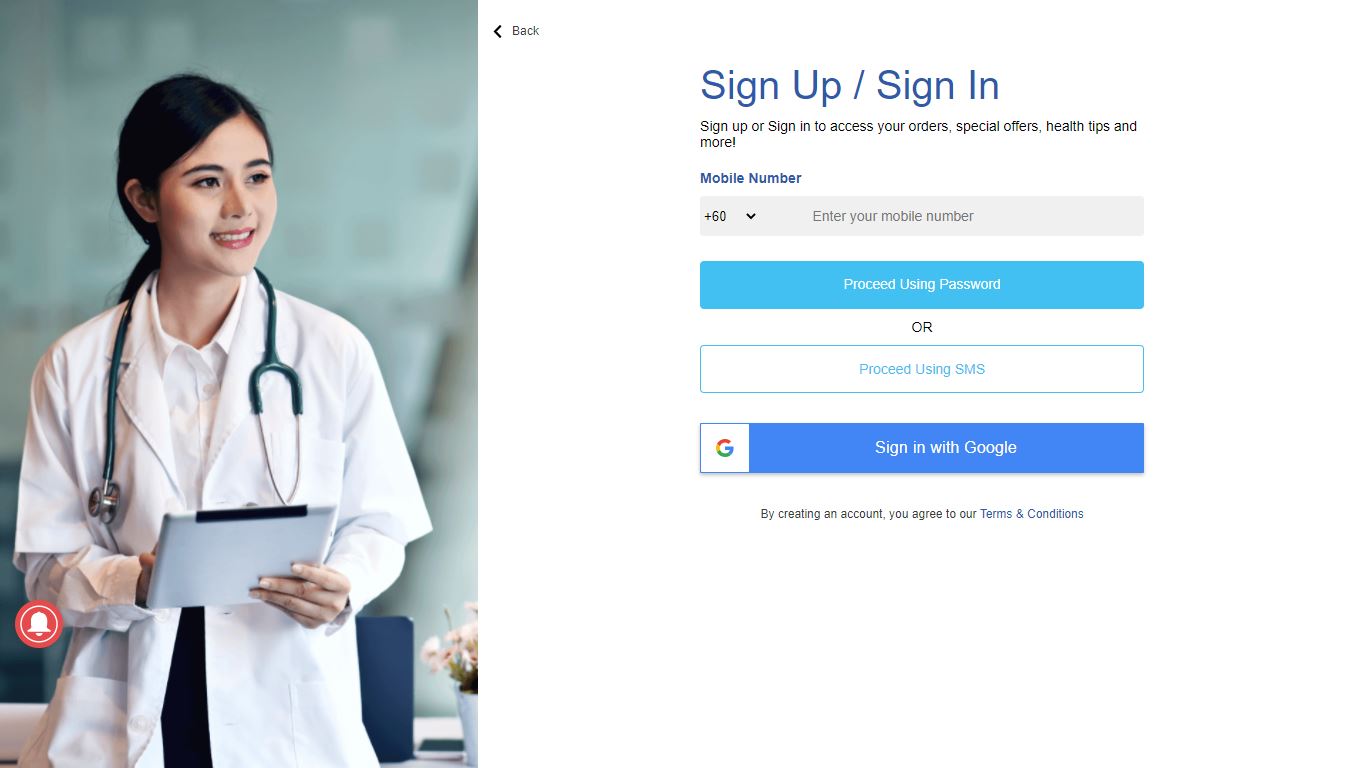 Back
Sign Up / Sign In
Sign up or Sign in to access your orders, special offers, health tips and
more!
Mobile Number
+60
Enter your mobile number
Proceed Using Password
OR
Proceed Using SMS
Sign in with Google
By creating an account, you agree to our Terms & Conditions